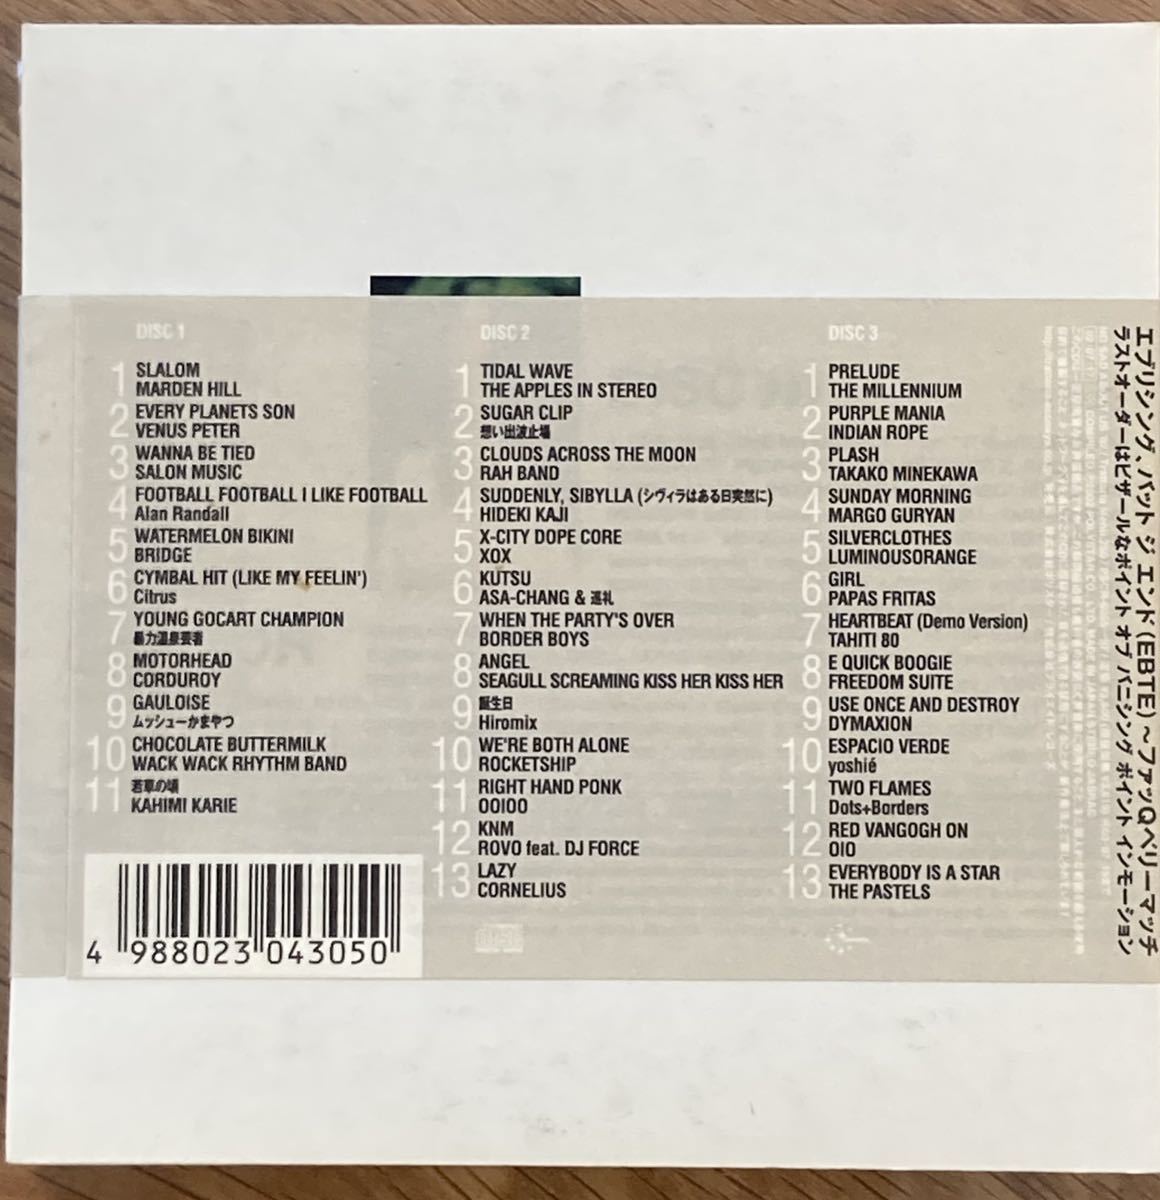 DISC 1
1 SLALOM
MARDEN HILL
2 EVERY PLANETS SON
VENUS PETER
3 WANNA BE TIED
SALON MUSIC
4 FOOTBALL FOOTBALL I LIKE FOOTBALL
Alan Randall
5 WATERMELON BIKINI
BRIDGE
6 CYMBAL HIT (LIKE MY FEELIN')
Citrus
7 YOUNG GOCART CHAMPION
暴力温泉芸者
8 MOTORHEAD
CORDUROY
9 GAULOISE
ムッシューかまやつ
10 CHOCOLATE BUTTERMILK
WACK WACK RHYTHM BAND
11 若草の頃
KAHIMI KARIE
4 988023 043050
DISC 2
1 TIDAL WAVE
THE APPLES IN STEREO
2 SUGAR CLIP
想い出波止場
3 CLOUDS ACROSS THE MOON
RAH BAND
4 SUDDENLY, SIBYLLA (シヴィラはある日突然に)
HIDEKI KAJI
5 X-CITY DOPE CORE
XOX
6 KUTSU
ASA-CHANG & 巡礼
7 WHEN THE PARTY'S OVER
BORDER BOYS
8 ANGEL
SEAGULL SCREAMING KISS HER KISS HER
9 誕生日
Hiromix
10 WE'RE BOTH ALONE
ROCKETSHIP
11 RIGHT HAND PONK
OOIOO
12 KNM
ROVO feat. DJ FORCE
13 LAZY
CORNELIUS
DISC 3
1 PRELUDE
THE MILLENNIUM
2 PURPLE MANIA
INDIAN ROPE
3 PLASH
TAKAKO MINEKAWA
4 SUNDAY MORNING
MARGO GURYAN
5 SILVERCLOTHES
LUMINOUSORANGE
6 GIRL
PAPAS FRITAS
7 HEARTBEAT (Demo Version)
TAHITI 80
8 E QUICK BOOGIE
FREEDOM SUITE
9 USE ONCE AND DESTROY
DYMAXION
10 ESPACIO VERDE
yoshié
11 TWO FLAMES
Dots+Borders
12 RED VANGOGH ON
OIO
13 EVERYBODY IS A STAR
THE PASTELS
エブリシング、バット ジ エンド (EBTE) 〜ファッQベリーマッチ
ラストオーダーはビザールなポイント オブ バニシング ポイント インモーション